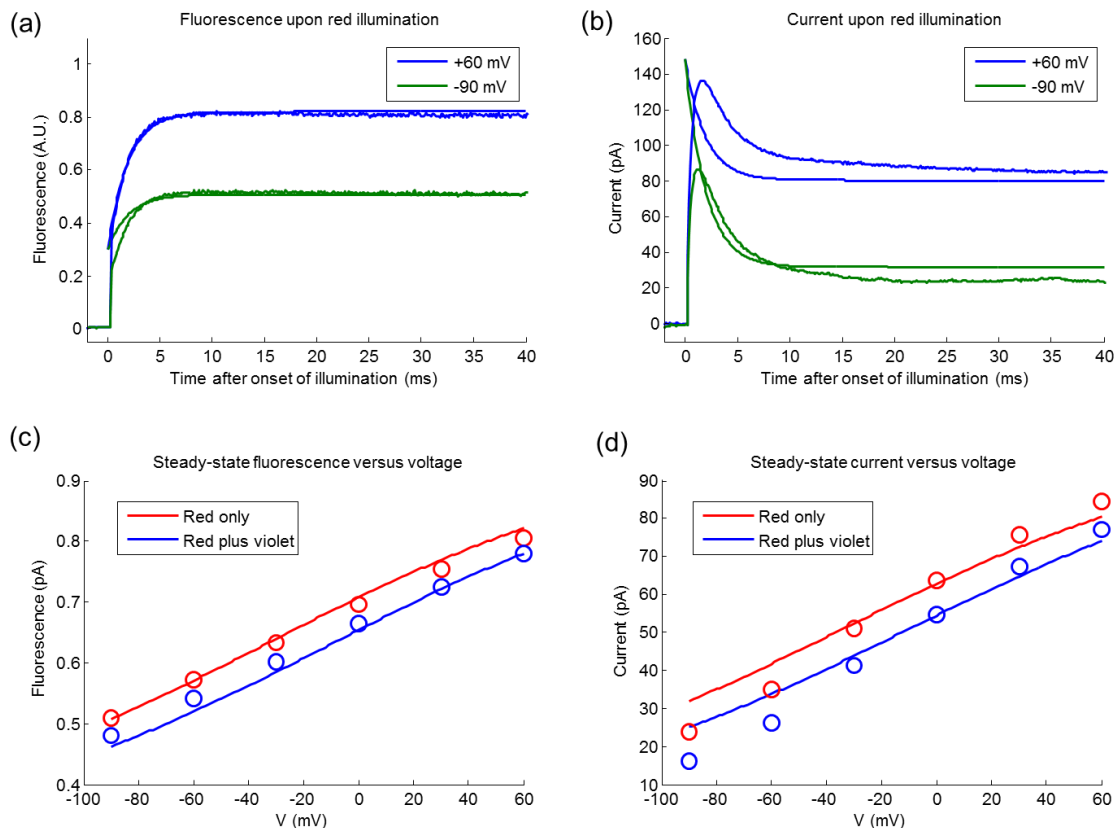 (a)
Fluorescence upon red illumination
+60 mV
-90 mV
1
0.8
0.6
0.4
0.2
0
Fluorescence (A.U.)
0 5 10 15 20 25 30 35 40
Time after onset of illumination (ms)
(b)
Current upon red illumination
+60 mV
-90 mV
160
140
120
100
80
60
40
20
0
Current (pA)
0 5 10 15 20 25 30 35 40
Time after onset of illumination (ms)
(c)
Steady-state fluorescence versus voltage
Red only
Red plus violet
0.9
0.8
0.7
0.6
0.5
0.4
Fluorescence (pA)
-100 -80 -60 -40 -20 0 20 40 60
V (mV)
(d)
Steady-state current versus voltage
Red only
Red plus violet
90
80
70
60
50
40
30
20
10
Current (pA)
-100 -80 -60 -40 -20 0 20 40 60
V (mV)